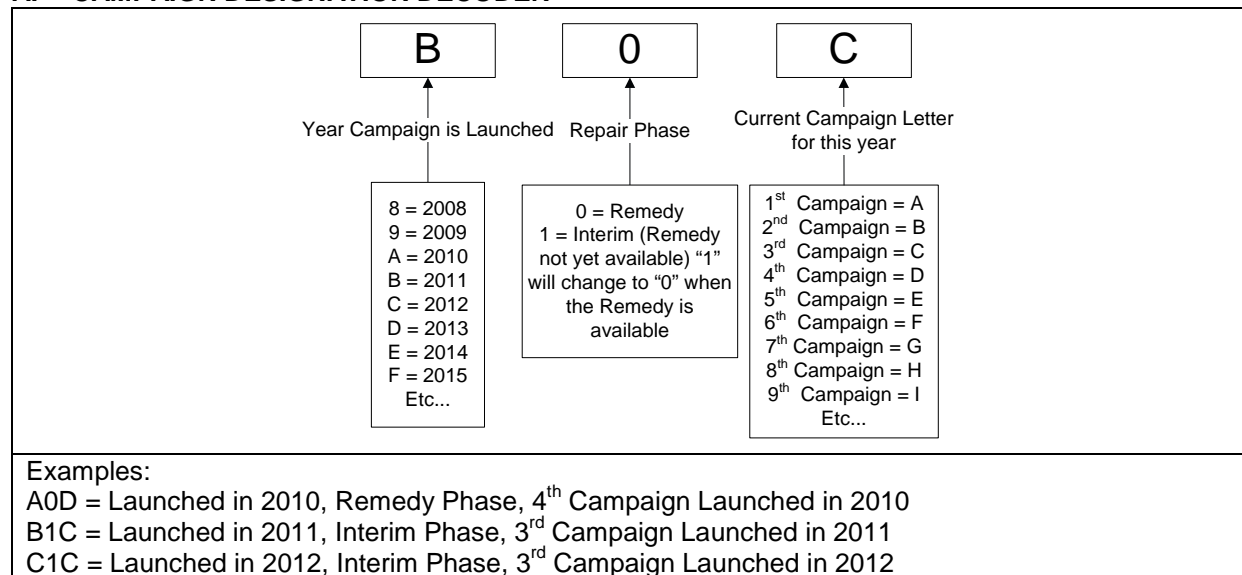 B 0 C
Year Campaign is Launched
Repair Phase
Current Campaign Letter
for this year
8 = 2008
9 = 2009
A = 2010
B = 2011
C = 2012
D = 2013
E = 2014
F = 2015
Etc...
0 = Remedy
1 = Interim (Remedy
not yet available) “1”
will change to “0” when
the Remedy is
available
1st Campaign = A
2nd Campaign = B
3rd Campaign = C
4th Campaign = D
5th Campaign = E
6th Campaign = F
7th Campaign = G
8th Campaign = H
9th Campaign = I
Etc...
Examples:
A0D = Launched in 2010, Remedy Phase, 4th Campaign Launched in 2010
B1C = Launched in 2011, Interim Phase, 3rd Campaign Launched in 2011
C1C = Launched in 2012, Interim Phase, 3rd Campaign Launched in 2012